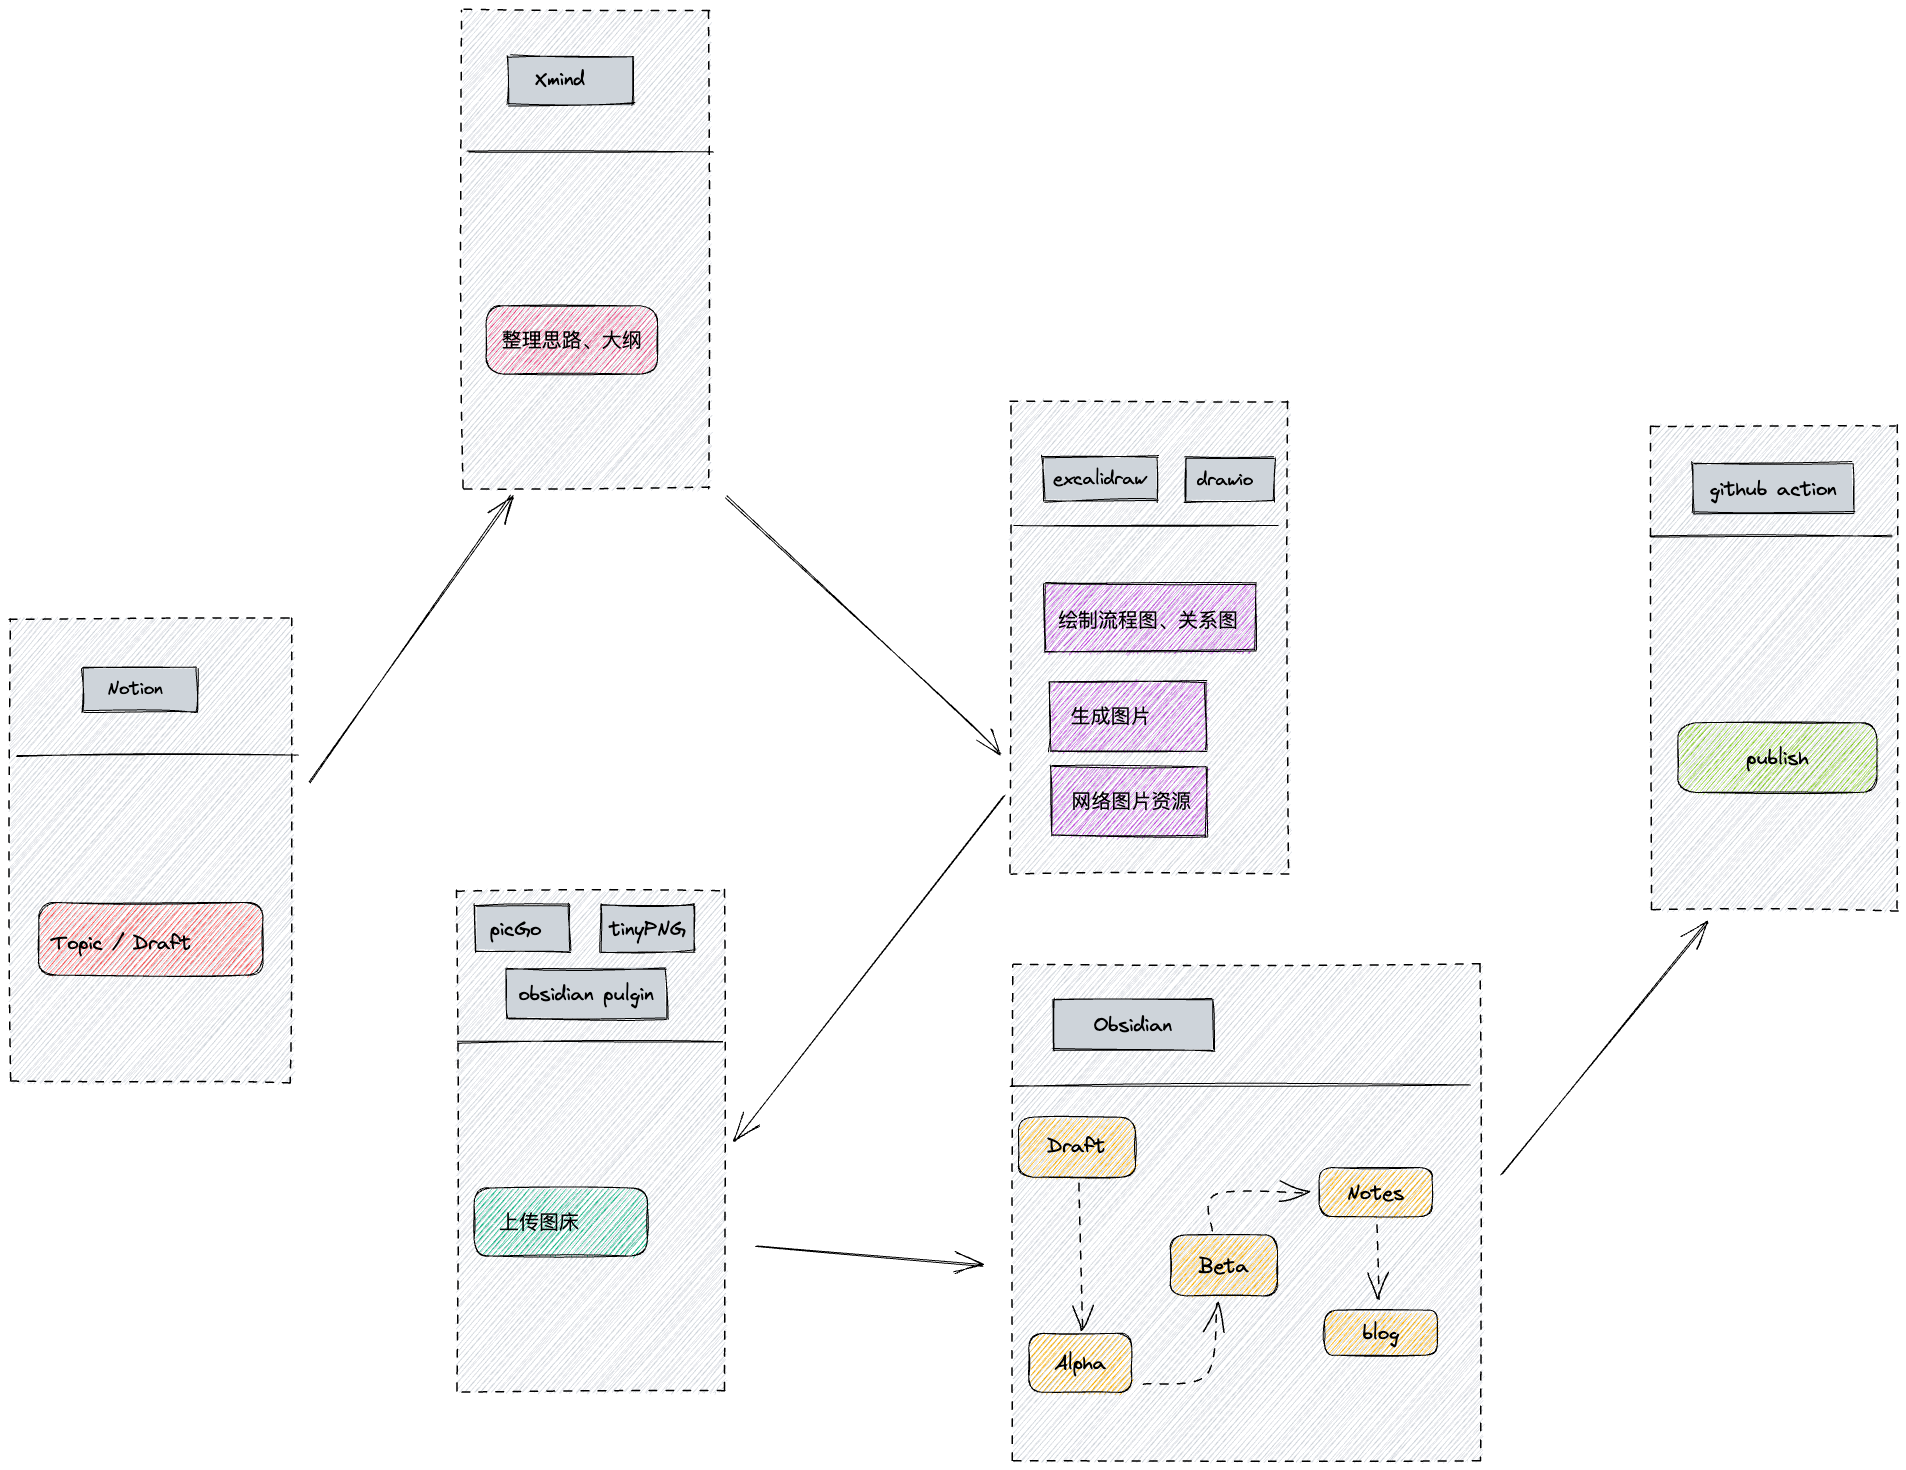 Xmind
整理思路、大纲
Notion
Topic / Draft
excalidraw
drawio
绘制流程图、关系图
生成图片
网络图片资源
picGo
tinyPNG
obsidian pulgin
上传图床
Obsidian
Draft
Alpha
Beta
Notes
blog
github action
publish